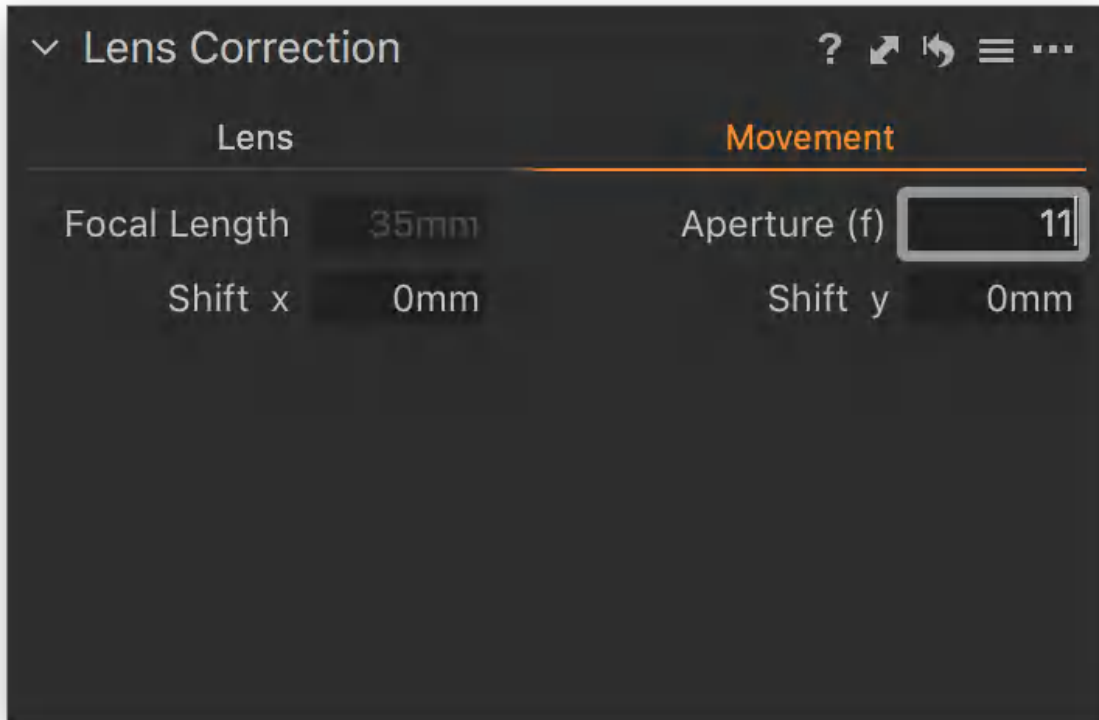 Lens Correction ?
Lens Movement
Focal Length 35mm Aperture (f) 11
Shift x 0mm Shift y 0mm